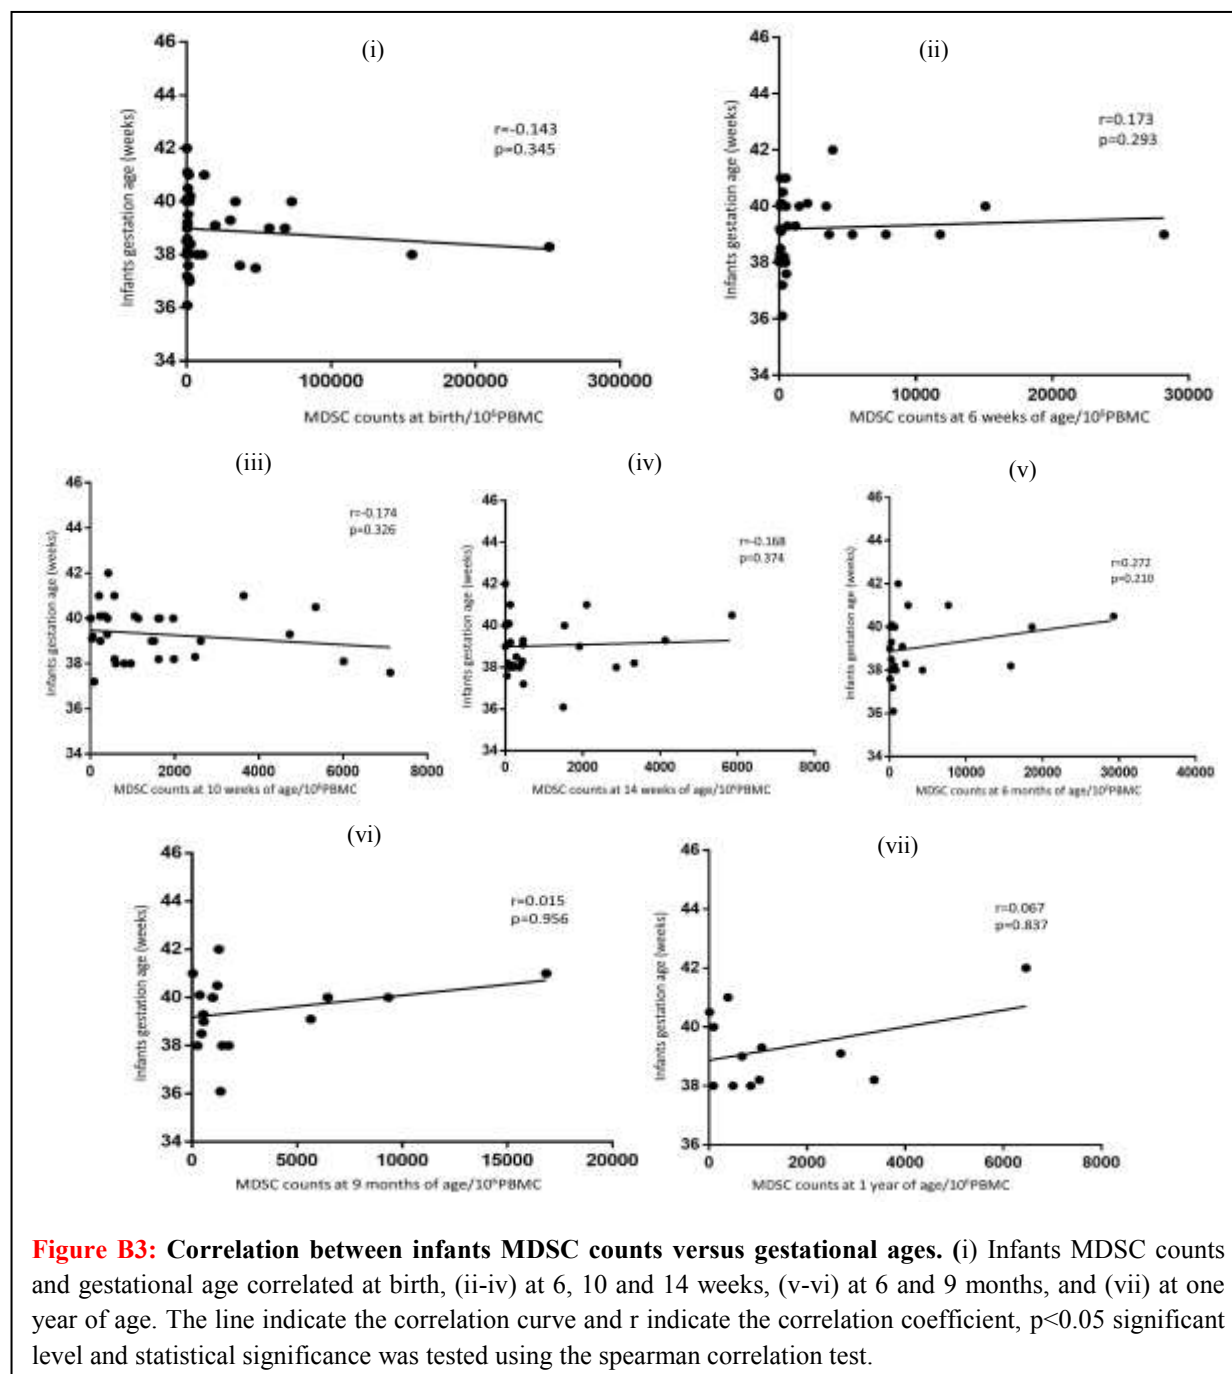 (i)
46
44
42
40
38
36
34
Infants gestation age (weeks)
r=-0.143
p=0.345
0 100000 200000 300000
MDSC counts at birth/10⁶PBMC
(ii)
46
44
42
40
38
36
34
Infants gestation age (weeks)
r=0.173
p=0.293
0 10000 20000 30000
MDSC counts at 6 weeks of age/10⁶PBMC
(iii)
46
44
42
40
38
36
34
Infants gestation age (weeks)
r=-0.174
p=0.326
0 2000 4000 6000 8000
MDSC counts at 10 weeks of age/10⁶PBMC
(iv)
46
44
42
40
38
36
34
Infants gestation age (weeks)
r=-0.168
p=0.374
0 2000 4000 6000 8000
MDSC counts at 14 weeks of age/10⁶PBMC
(v)
46
44
42
40
38
36
34
Infants gestation age (weeks)
r=0.272
p=0.210
0 10000 20000 30000 40000
MDSC counts at 6 months of age/10⁶PBMC
(vi)
46
44
42
40
38
36
34
Infants gestation age (weeks)
r=0.015
p=0.956
0 5000 10000 15000 20000
MDSC counts at 9 months of age/10⁶PBMC
(vii)
46
44
42
40
38
36
Infants gestation age (weeks)
r=0.067
p=0.837
0 2000 4000 6000 8000
MDSC counts at 1 year of age/10⁶PBMC
Figure B3: Correlation between infants MDSC counts versus gestational ages. (i) Infants MDSC counts
and gestational age correlated at birth, (ii-iv) at 6, 10 and 14 weeks, (v-vi) at 6 and 9 months, and (vii) at one
year of age. The line indicate the correlation curve and r indicate the correlation coefficient, p<0.05 significant
level and statistical significance was tested using the spearman correlation test.